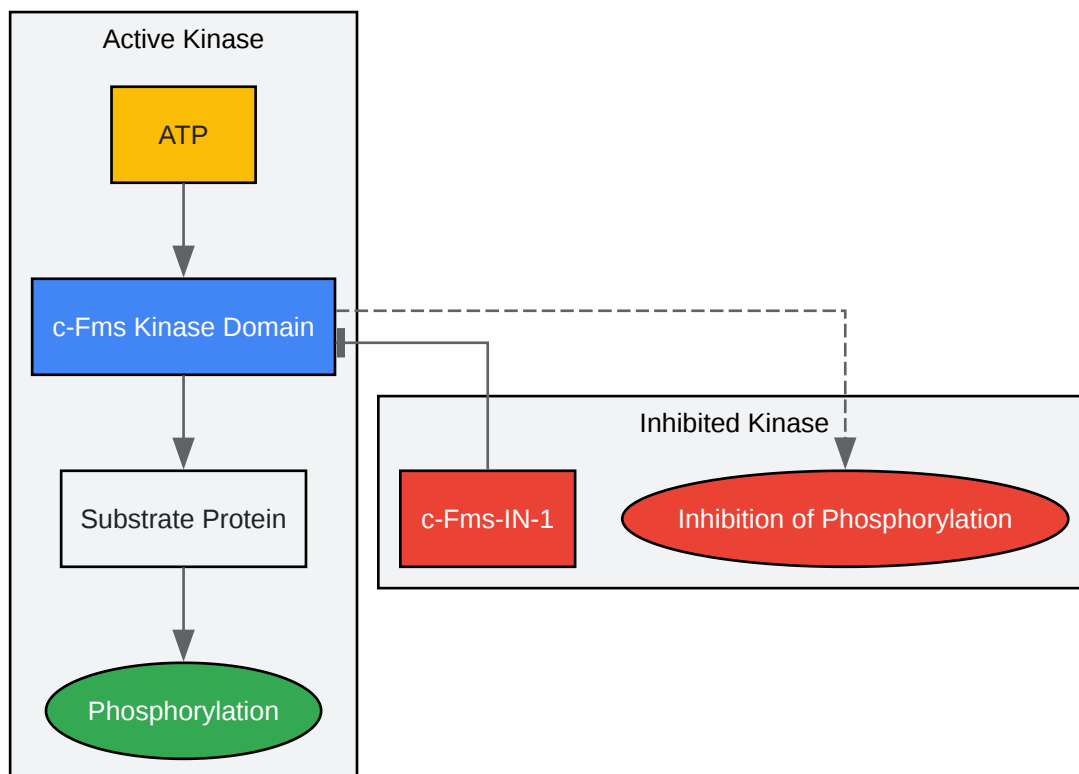 Active Kinase
ATP
c-Fms Kinase Domain
Substrate Protein
Phosphorylation
Inhibited Kinase
c-Fms-IN-1
Inhibition of Phosphorylation